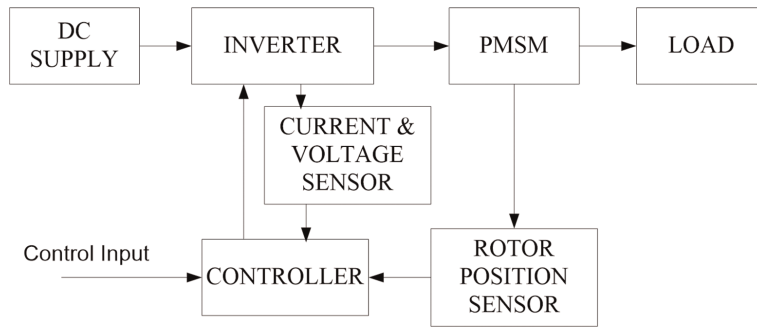 DC
SUPPLY
INVERTER
PMSM
LOAD
CURRENT &
VOLTAGE
SENSOR
Control Input
CONTROLLER
ROTOR
POSITION
SENSOR